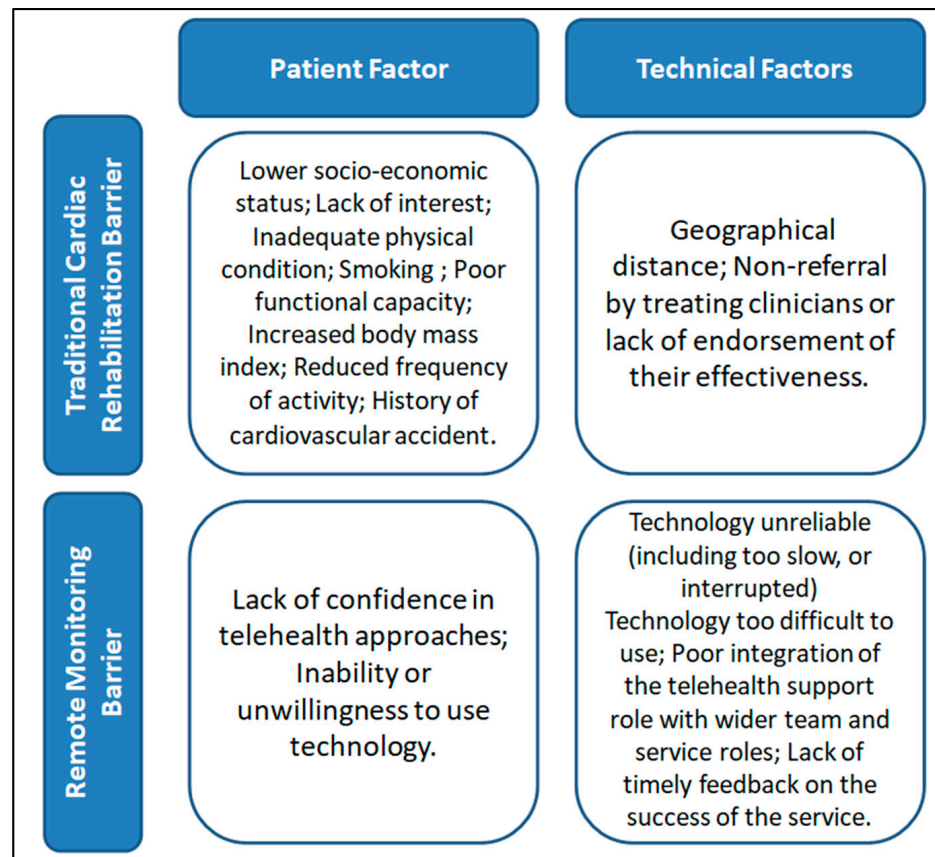 Patient Factor
Technical Factors
Traditional Cardiac
Rehabilitation Barrier
Lower socio-economic
status; Lack of interest;
Inadequate physical
condition; Smoking ; Poor
functional capacity;
Increased body mass
index; Reduced frequency
of activity; History of
cardiovascular accident.
Geographical
distance; Non-referral
by treating clinicians or
lack of endorsement of
their effectiveness.
Remote Monitoring
Barrier
Lack of confidence in
telehealth approaches;
Inability or
unwillingness to use
technology.
Technology unreliable
(including too slow, or
interrupted)
Technology too difficult to
use; Poor integration of
the telehealth support
role with wider team and
service roles; Lack of
timely feedback on the
success of the service.